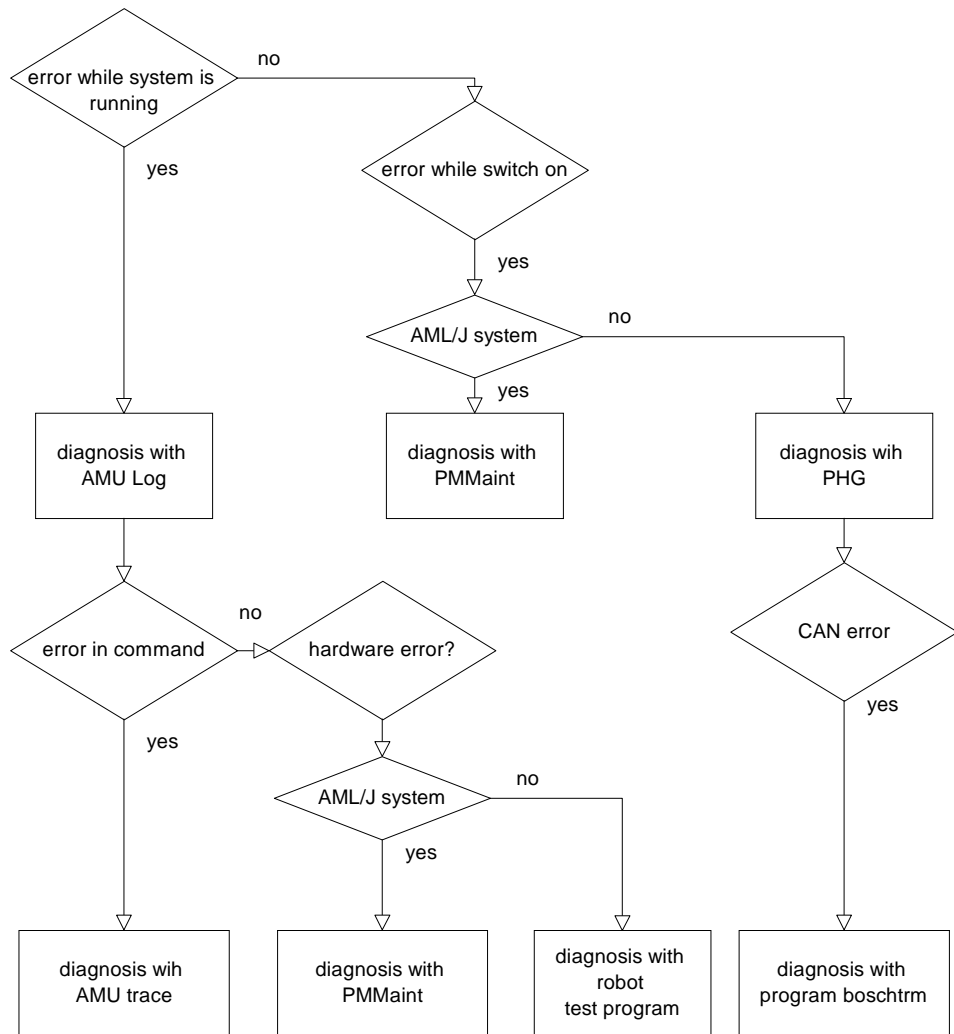 no
error while system is
running
yes
error while switch on
yes
AML/J system
no
yes
diagnosis with
AMU Log
diagnosis with
PMMaint
diagnosis wih
PHG
no
error in command
hardware error?
CAN error
yes
yes
AML/J system
no
yes
diagnosis wih
AMU trace
diagnosis with
PMMaint
diagnosis with
robot
test program
diagnosis with
program boschtrm